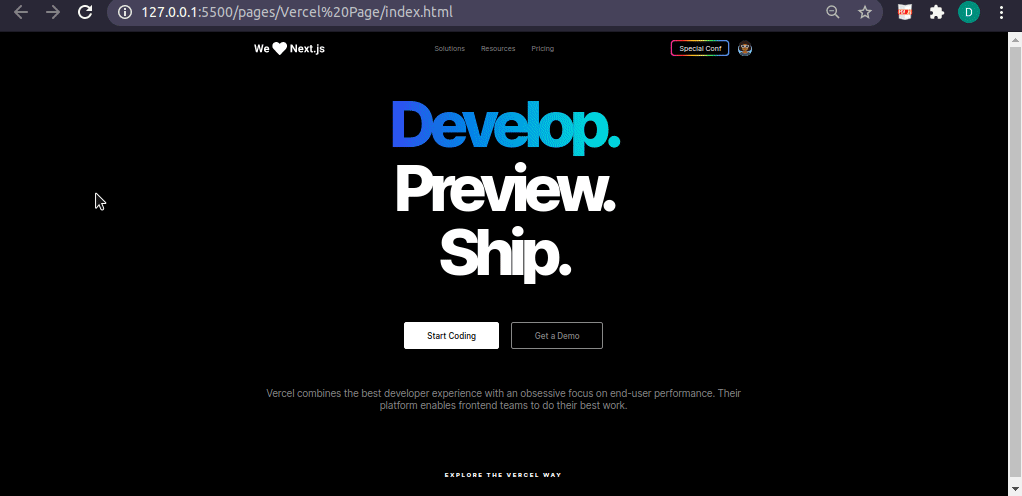 127.0.0.1:5500/pages/Vercel%20Page/index.html
D
We Next.js
Solutions Resources Pricing
Special Conf
Develop.
Preview.
Ship.
Start Coding
Get a Demo
Vercel combines the best developer experience with an obsessive focus on end-user performance. Their
platform enables frontend teams to do their best work.
EXPLORE THE VERCEL WAY